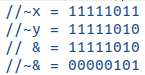 //~x = 11111011
//~y = 11111010
// & = 11111010
//~& = 00000101